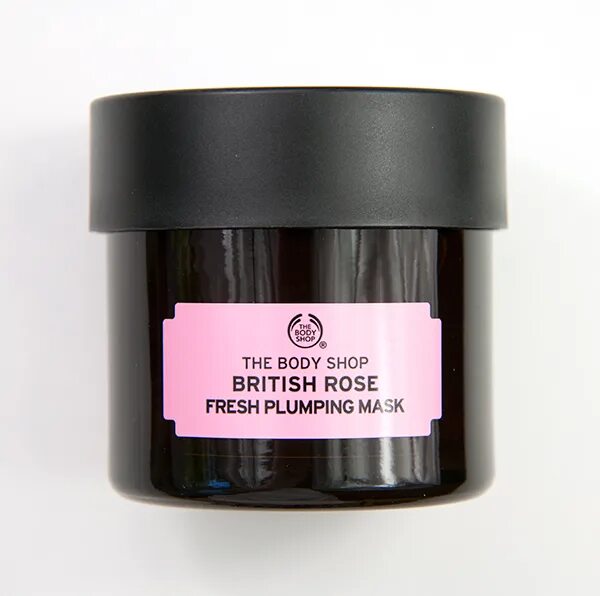 THE
BODY
SHOP
®
THE BODY SHOP
BRITISH ROSE
FRESH PLUMPING MASK